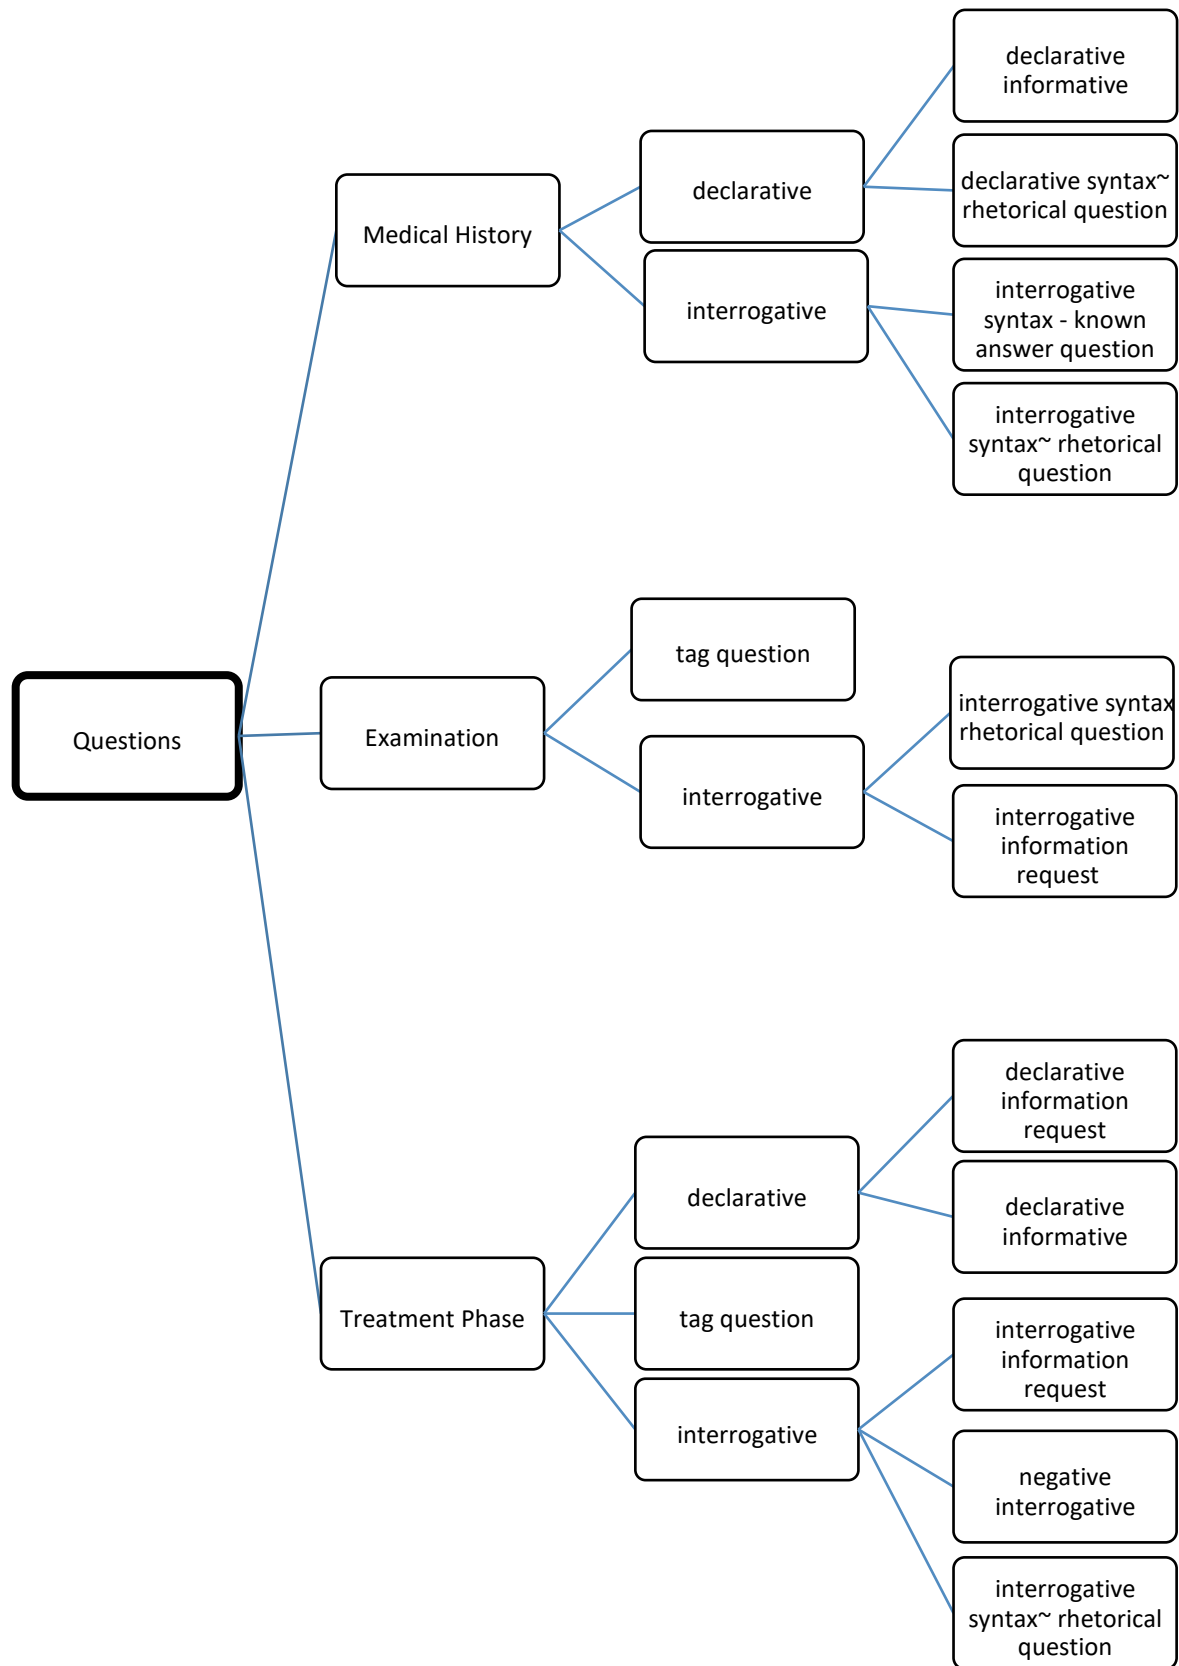 declarative
informative
declarative
declarative syntax~
rhetorical question
Medical History
interrogative
interrogative
syntax - known
answer question
interrogative
syntax~ rhetorical
question
tag question
Questions
Examination
interrogative
interrogative syntax
rhetorical question
interrogative
information
request
declarative
information
request
declarative
declarative
informative
Treatment Phase
tag question
interrogative
interrogative
information
request
negative
interrogative
interrogative
syntax~ rhetorical
question